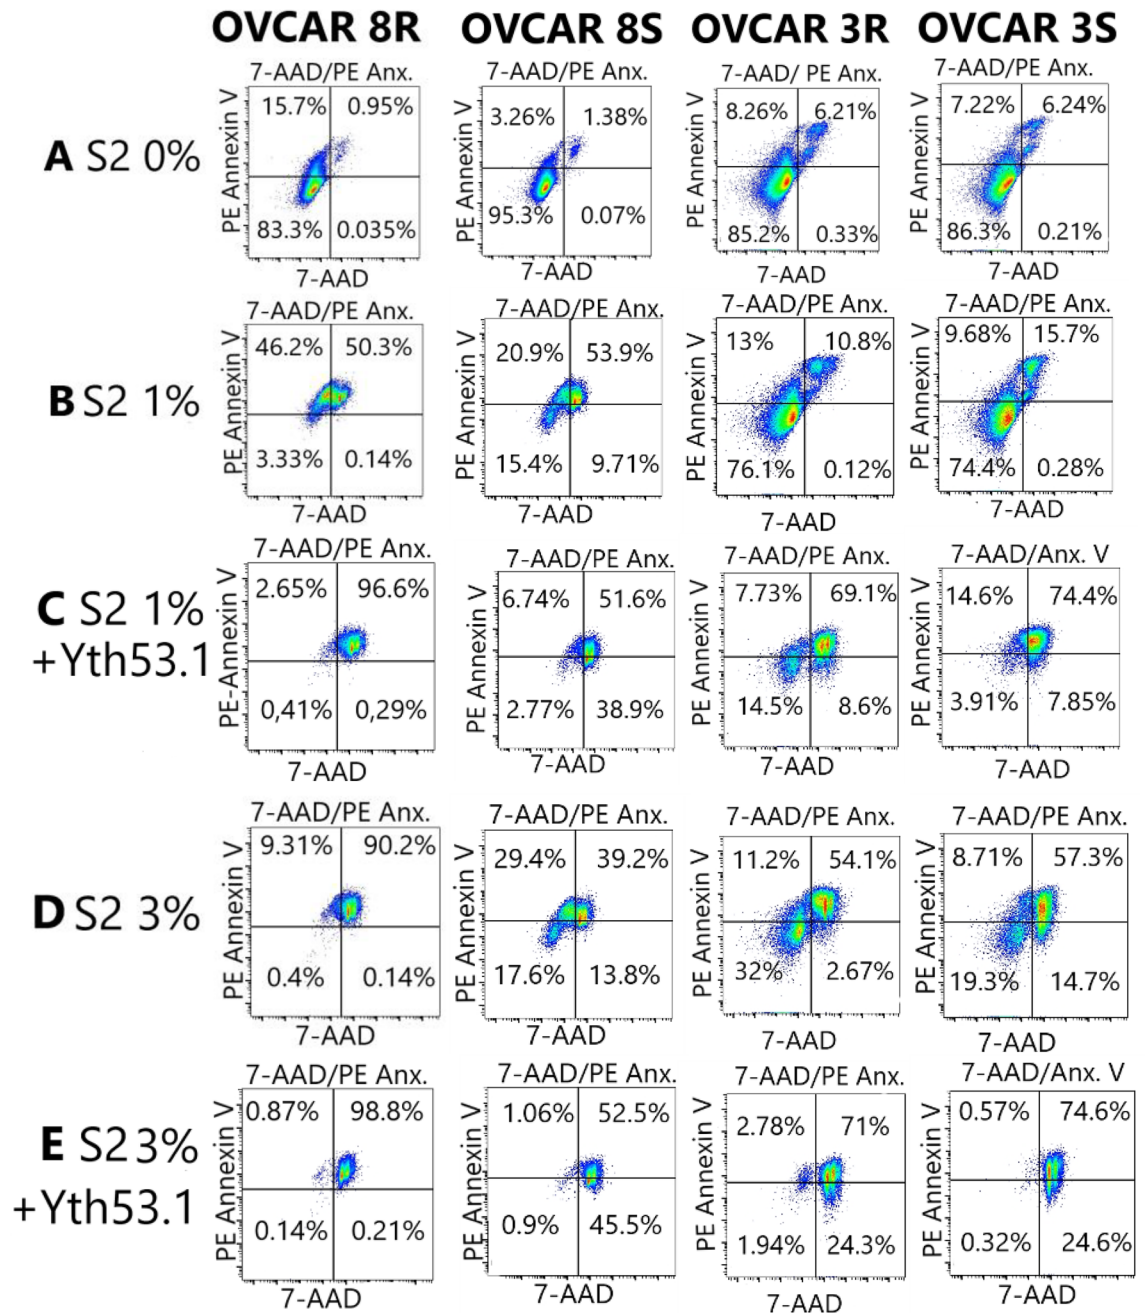 OVCAR 8R OVCAR 8S OVCAR 3R OVCAR 3S
A S2 0%
7-AAD/PE Anx.
PE Annexin V
15.7% 0.95%
83.3% 0.035%
7-AAD
7-AAD/PE Anx.
PE Annexin V
3.26% 1.38%
95.3% 0.07%
7-AAD
7-AAD/ PE Anx.
PE Annexin V
8.26% 6.21%
85.2% 0.33%
7-AAD
7-AAD/PE Anx.
PE Annexin V
7.22% 6.24%
86.3% 0.21%
7-AAD
B S2 1%
7-AAD/PE Anx.
PE Annexin V
46.2% 50.3%
3.33% 0.14%
7-AAD
7-AAD/PE Anx.
PE Annexin V
20.9% 53.9%
15.4% 9.71%
7-AAD
7-AAD/PE Anx.
PE Annexin V
13% 10.8%
76.1% 0.12%
7-AAD
7-AAD/PE Anx.
PE Annexin V
9.68% 15.7%
74.4% 0.28%
7-AAD
C S2 1%
+Yth53.1
7-AAD/PE Anx.
PE-Annexin V
2.65% 96.6%
0,41% 0,29%
7-AAD
7-AAD/PE Anx.
PE Annexin V
6.74% 51.6%
2.77% 38.9%
7-AAD
7-AAD/PE Anx.
PE Annexin V
7.73% 69.1%
14.5% 8.6%
7-AAD
7-AAD/Anx. V
PE Annexin V
14.6% 74.4%
3.91% 7.85%
7-AAD
D S2 3%
7-AAD/PE Anx.
PE Annexin V
9.31% 90.2%
0.4% 0.14%
7-AAD
7-AAD/PE Anx.
PE Annexin V
29.4% 39.2%
17.6% 13.8%
7-AAD
7-AAD/PE Anx.
PE Annexin V
11.2% 54.1%
32% 2.67%
7-AAD
7-AAD/PE Anx.
PE Annexin V
8.71% 57.3%
19.3% 14.7%
7-AAD
E S2 3%
+Yth53.1
7-AAD/PE Anx.
PE Annexin V
0.87% 98.8%
0.14% 0.21%
7-AAD
7-AAD/PE Anx.
PE Annexin V
1.06% 52.5%
0.9% 45.5%
7-AAD
7-AAD/PE Anx.
PE Annexin V
2.78% 71%
1.94% 24.3%
7-AAD
7-AAD/Anx. V
PE Annexin V
0.57% 74.6%
0.32% 24.6%
7-AAD